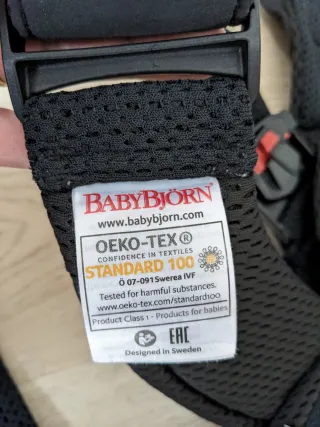 BABYBJÖRN
www.babybjorn.com
OEKO-TEX®
CONFIDENCE IN TEXTILES
STANDARD 100
Ö 07-091 Swerea IVF
Tested for harmful substances.
www.oeko-tex.com/standard100
Product Class 1 - Products for babies
EAC
Designed in Sweden